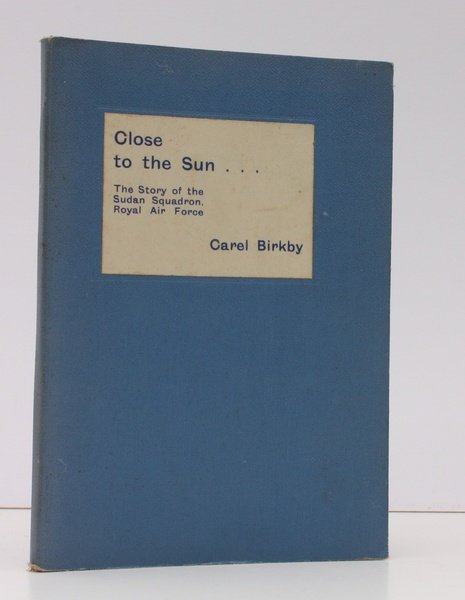 Close
to the Sun . . .
The Story of the
Sudan Squadron.
Royal Air Force
Carel Birkby